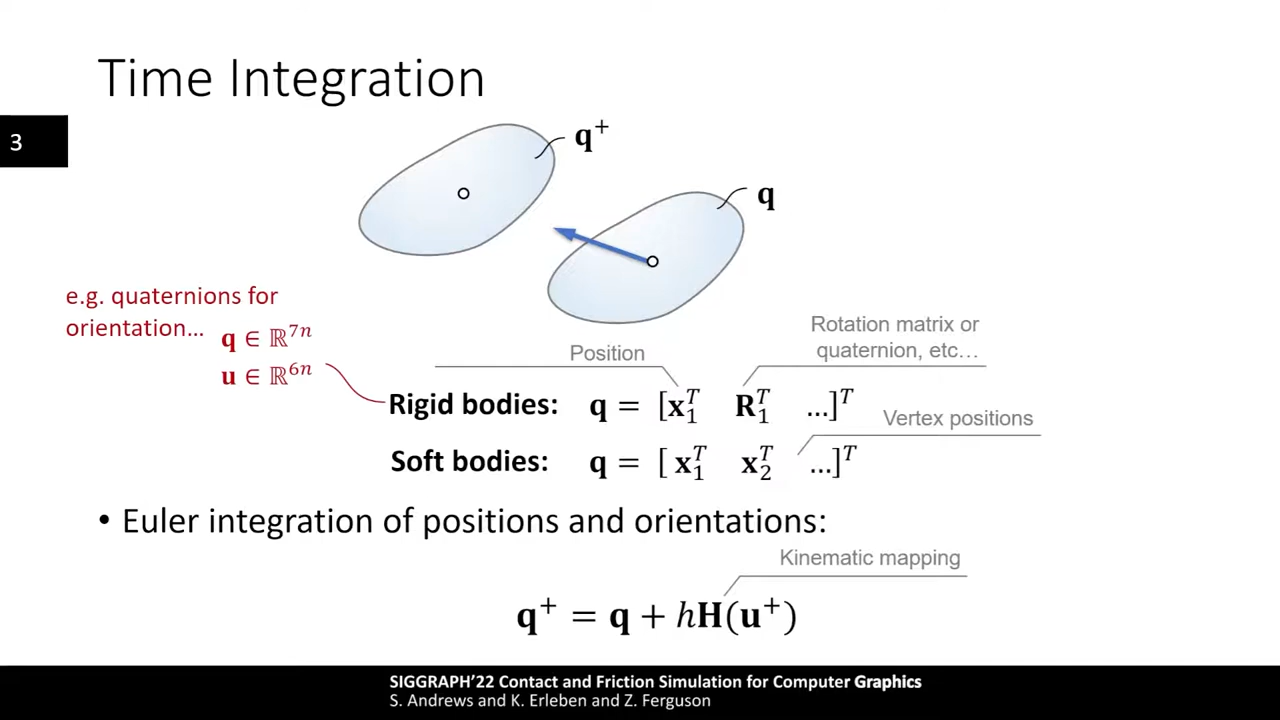 Time Integration
3
q⁺
q
e.g. quaternions for
orientation…
q ∈ ℝ⁷ⁿ
u ∈ ℝ⁶ⁿ
Position
Rotation matrix or
quaternion, etc…
Rigid bodies: q = [x₁ᵀ R₁ᵀ …]ᵀ
Vertex positions
Soft bodies: q = [ x₁ᵀ x₂ᵀ …]ᵀ
• Euler integration of positions and orientations:
Kinematic mapping
q⁺ = q + hH(u⁺)
SIGGRAPH'22 Contact and Friction Simulation for Computer Graphics
S. Andrews and K. Erleben and Z. Ferguson